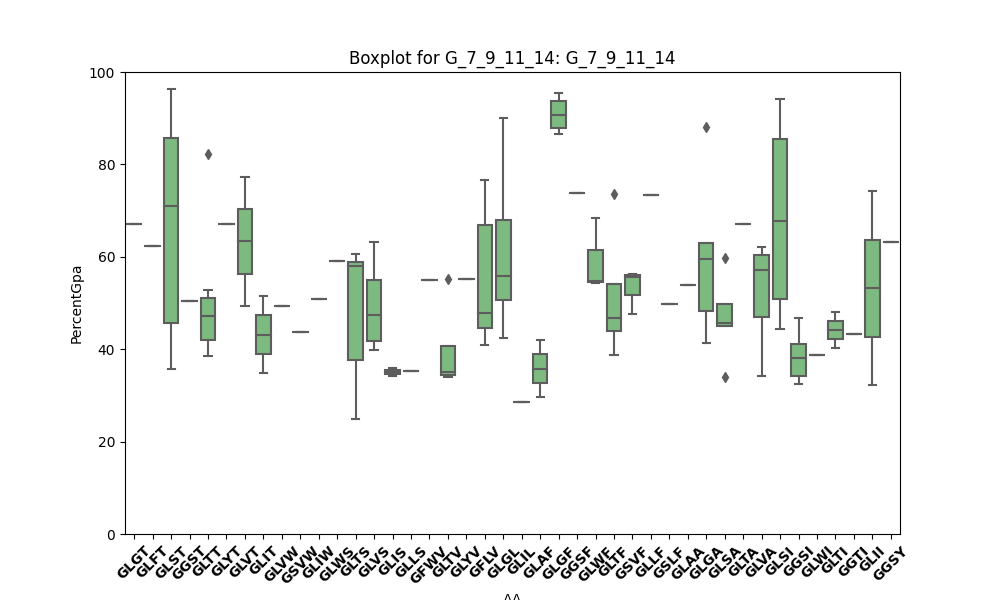 Boxplot for G_7_9_11_14: G_7_9_11_14
PercentGpa
100
80
60
40
20
0
GLGT
GLFT
GLST
GGST
GLTT
GLYT
GLVT
GLIT
GLVW
GSVW
GLIW
GLWS
GLTS
GLVS
GLIS
GLLS
GFWV
GLTV
GLYV
GFLV
GLGL
GLIL
GLAF
GLGF
GGSF
GLWF
GLTF
GSVF
GLLF
GSLF
GLAA
GLGA
GLSA
GLTA
GLVA
GLSI
GGSI
GLWI
GLTI
GGTI
GLII
GGSY
AA